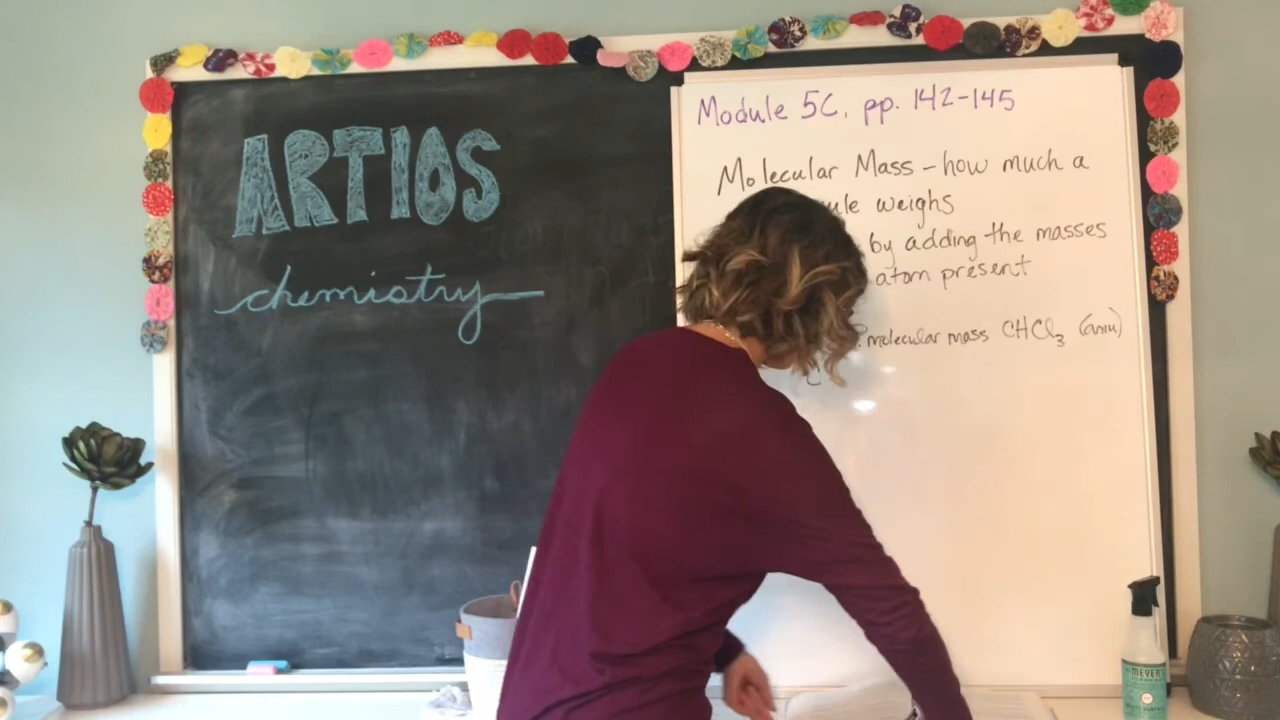 ARTIOS
chemistry
Module 5C, pp. 142-145
Molecular Mass - how much a
weighs
by adding the masses
atom present
molecular mass CHCl₃ (amu)
C
MEYER'S